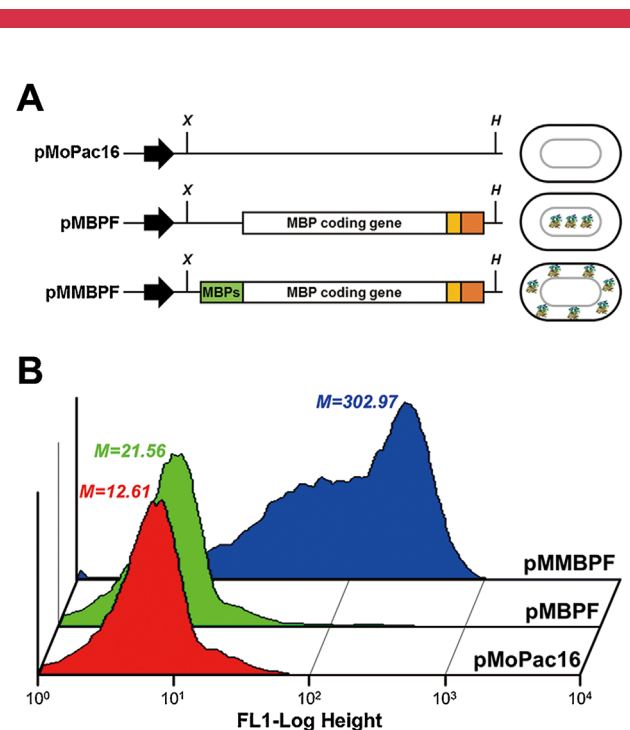 A
X H
pMoPac16
X H
pMBPF MBP coding gene
X H
pMMBPF MBPs MBP coding gene
B
M=302.97
M=21.56
M=12.61
pMMBPF
pMBPF
pMoPac16
10⁰ 10¹ 10² 10³ 10⁴
FL1-Log Height